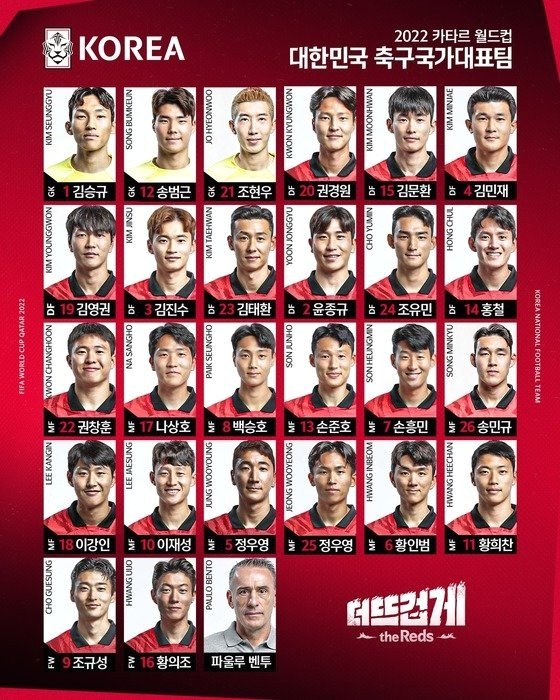 KOREA
2022 카타르 월드컵
대한민국 축구국가대표팀
KIM SEUNGGYU
GK 1 김승규
SONG BUMKEUN
GK 12 송범근
JO HYEONWOO
GK 21 조현우
KWON KYUNGWON
DF 20 권경원
KIM MOONHWAN
DF 15 김문환
KIM MINJAE
DF 4 김민재
KIM YOUNGGWON
DF 19 김영권
KIM JINSU
DF 3 김진수
KIM TAEHWAN
DF 23 김태환
YOON JONGGYU
DF 2 윤종규
CHO YUMIN
DF 24 조유민
HONG CHUL
DF 14 홍철
FIFA WORLD CUP QATAR 2022
KOREA NATIONAL FOOTBALL TEAM
KWON CHANGHOON
MF 22 권창훈
NA SANGHO
MF 17 나상호
PAIK SEUNGHO
MF 8 백승호
SON JUNHO
MF 13 손준호
SON HEUNGMIN
MF 7 손흥민
SONG MINKYU
MF 26 송민규
LEE KANGIN
MF 18 이강인
LEE JAESUNG
MF 10 이재성
JUNG WOOYOUNG
MF 5 정우영
JEONG WOOYEONG
MF 25 정우영
HWANG INBEOM
MF 6 황인범
HWANG HEECHAN
MF 11 황희찬
CHO GUESUNG
FW 9 조규성
HWANG UIJO
FW 16 황의조
PAULO BENTO
파울루 벤투
더 뜨겁게
the Reds